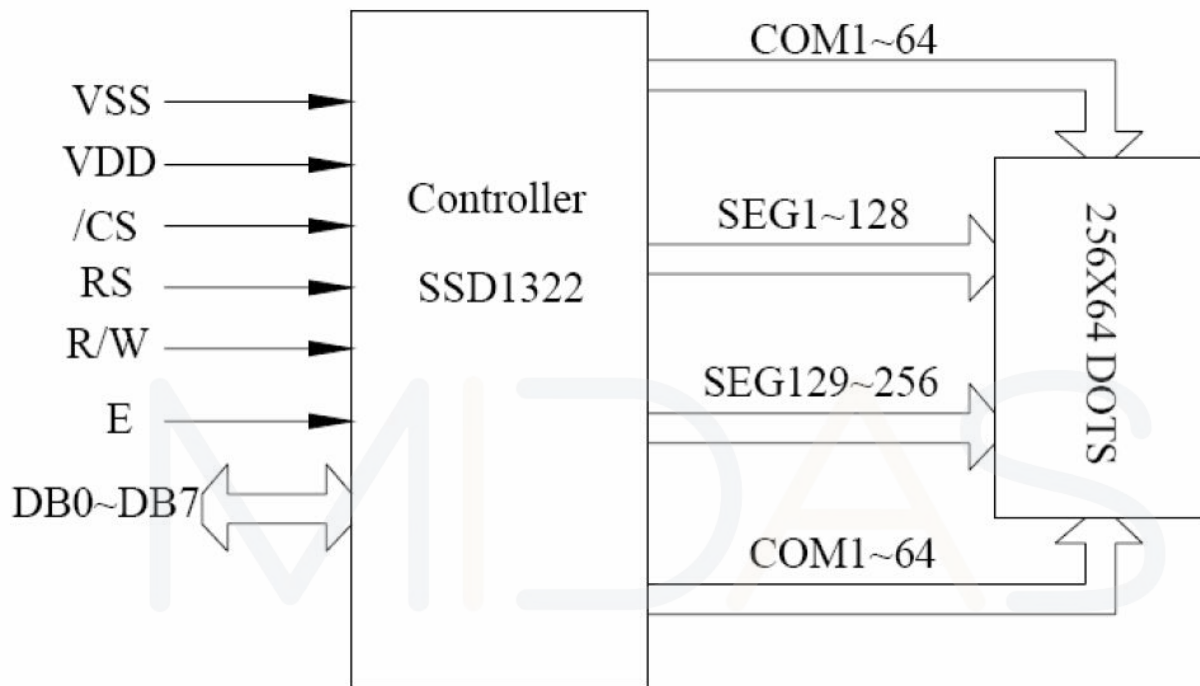 COM1~64
VSS
VDD
/CS
RS
R/W
E
DB0~DB7
Controller
SSD1322
SEG1~128
SEG129~256
COM1~64
256X64 DOTS
MIDAS